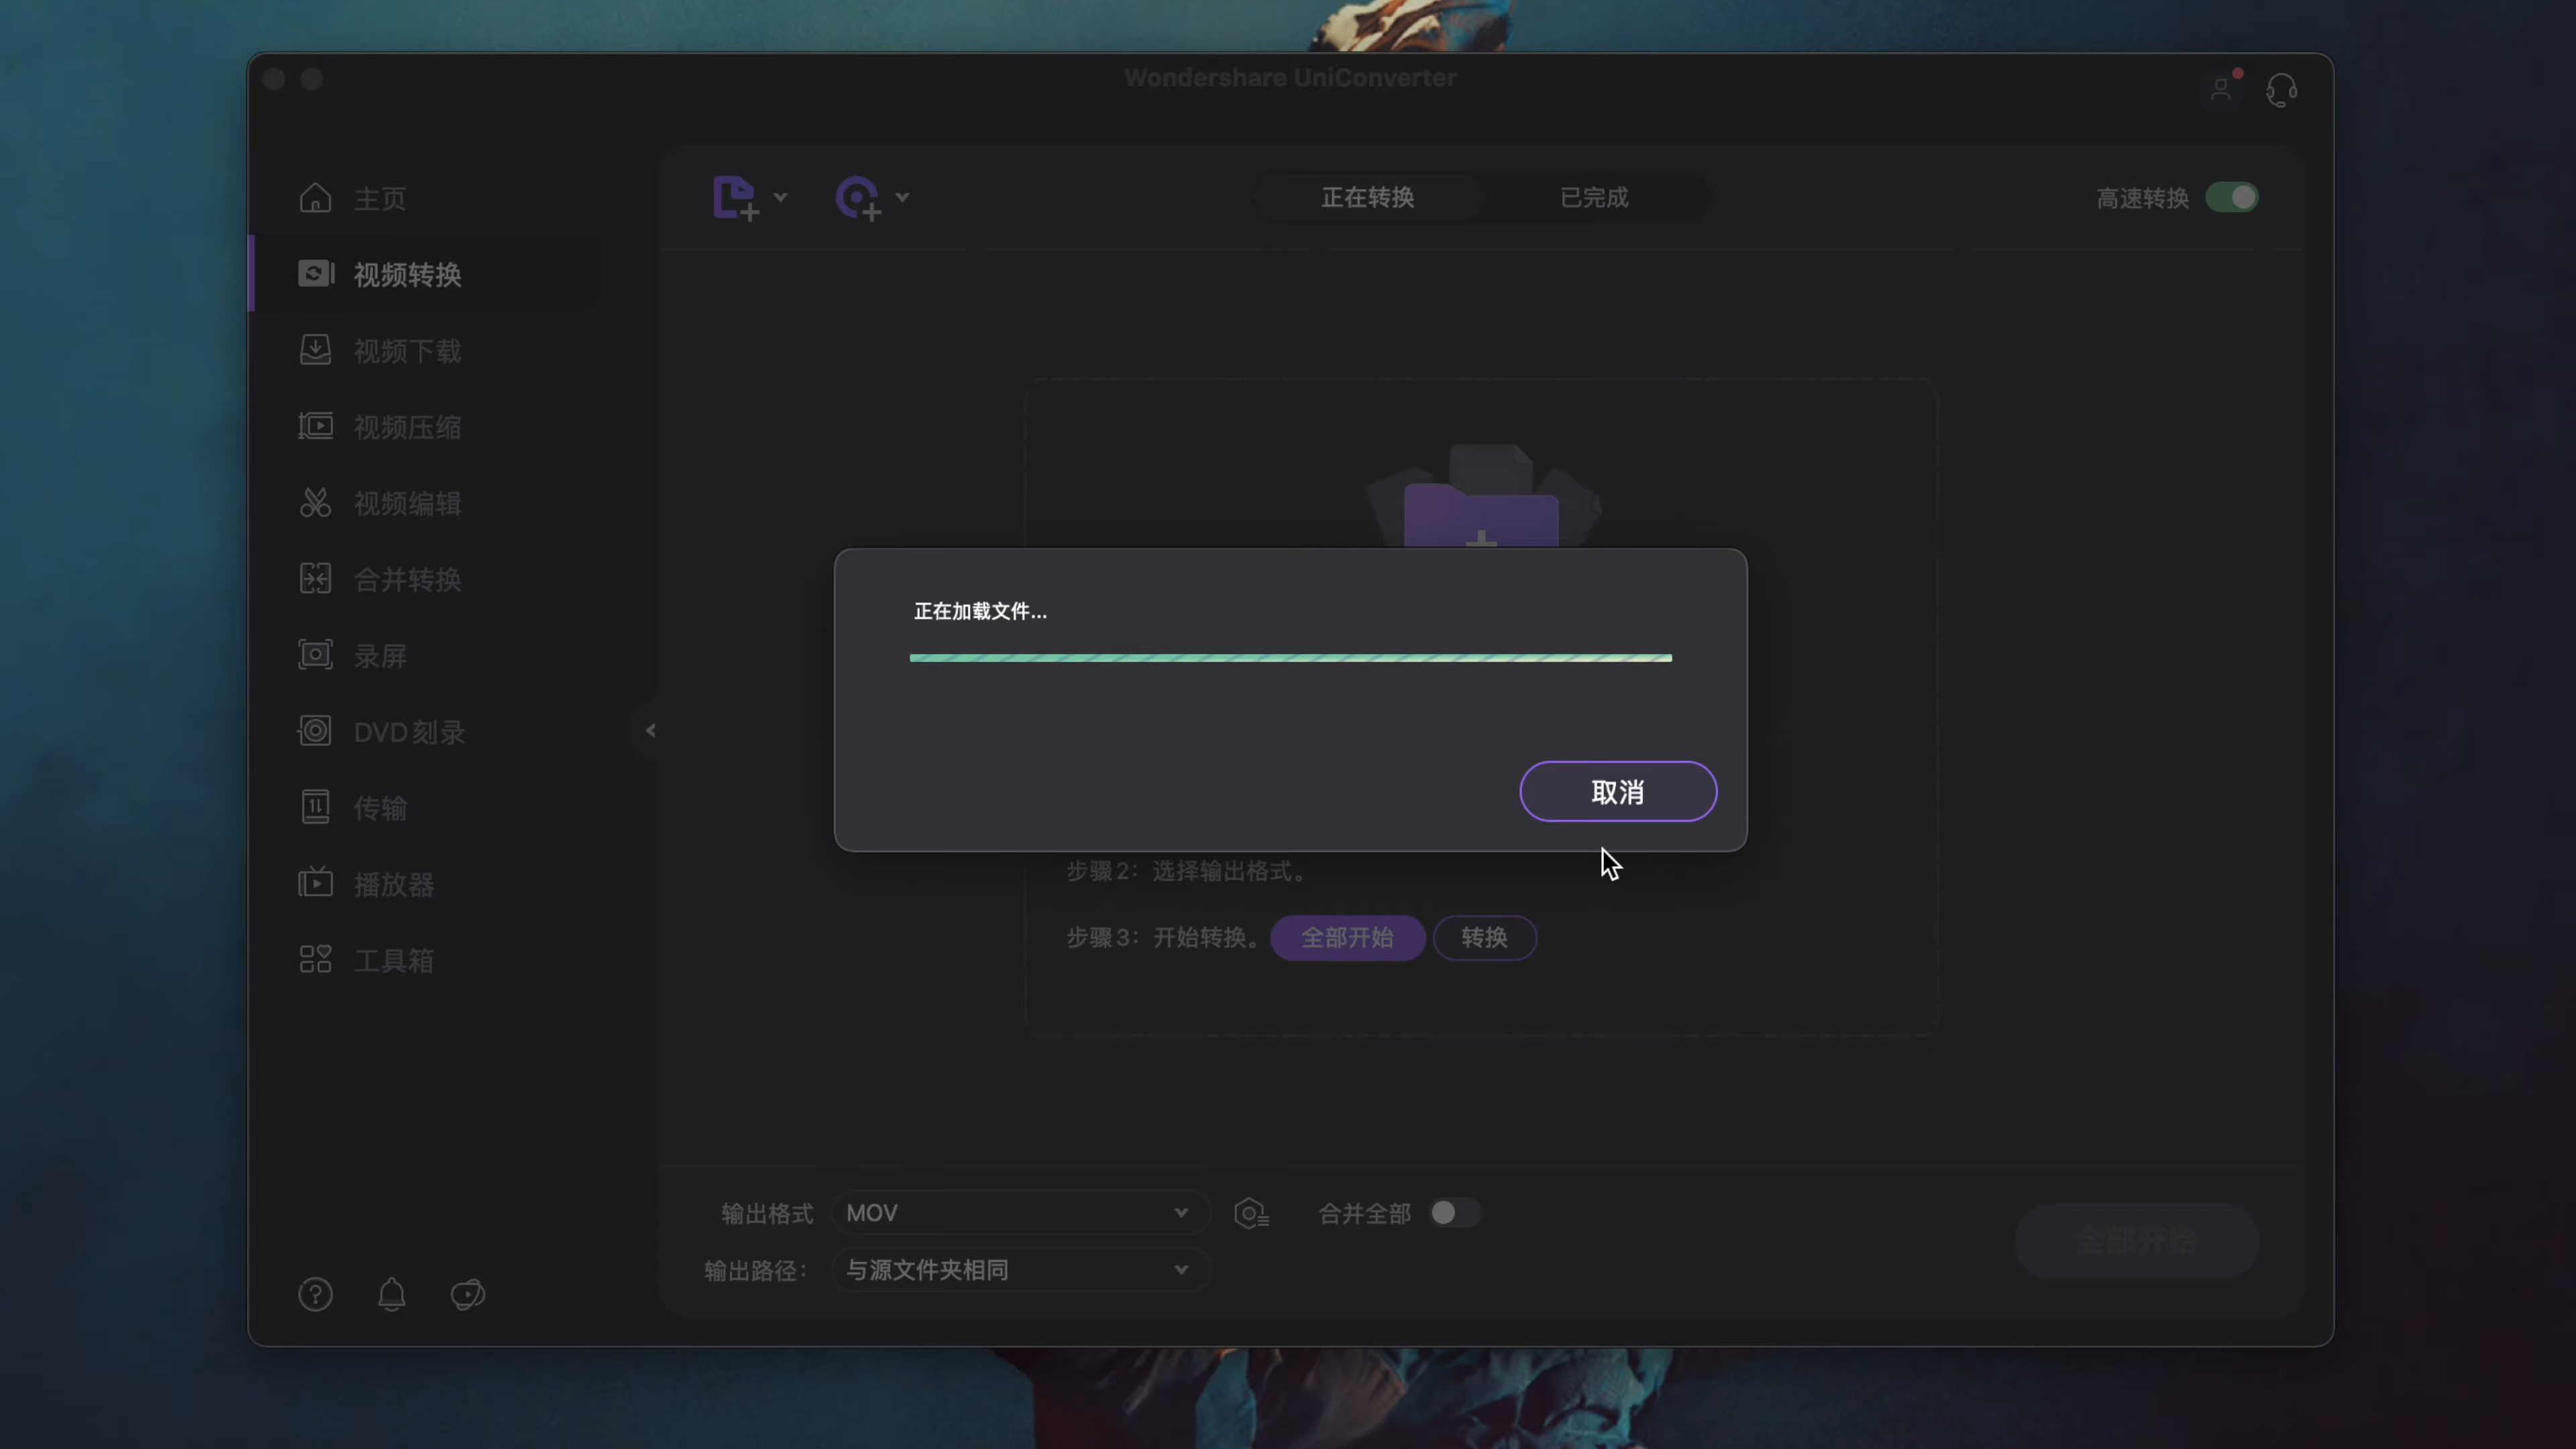 Wondershare UniConverter
主页
视频转换
视频下载
视频压缩
视频编辑
合并转换
录屏
DVD刻录
传输
播放器
工具箱
正在转换
已完成
高速转换
正在加载文件...
取消
步骤2：选择输出格式。
步骤3：开始转换。 全部开始 转换
输出格式 MOV 合并全部
输出路径： 与源文件夹相同
全部开始